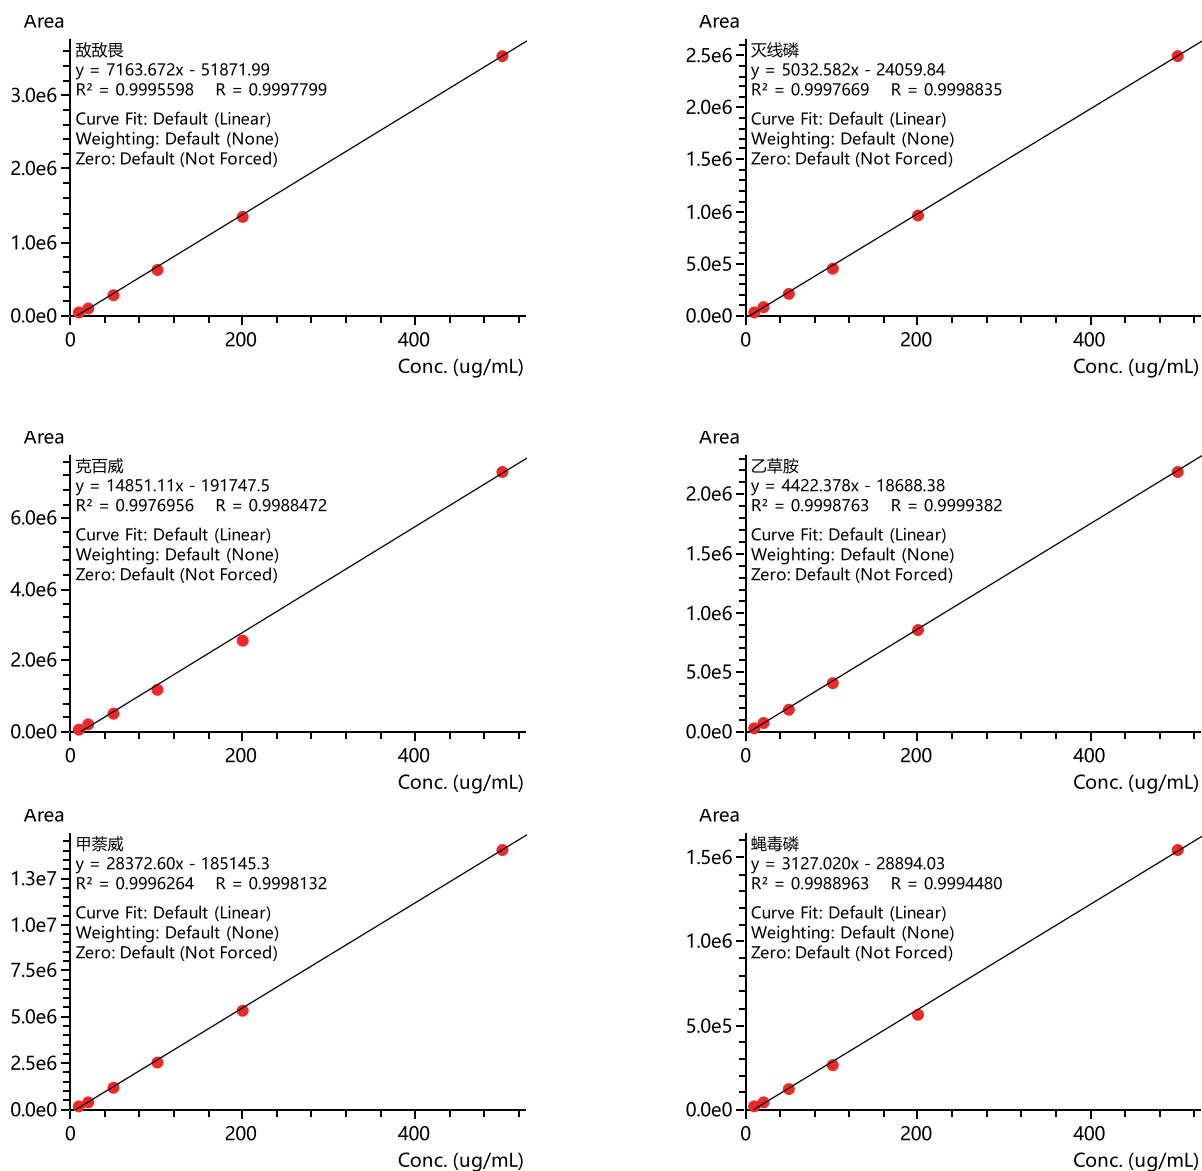 Area
敌敌畏
y = 7163.672x - 51871.99
R² = 0.9995598 R = 0.9997799
Curve Fit: Default (Linear)
Weighting: Default (None)
Zero: Default (Not Forced)
3.0e6
2.0e6
1.0e6
0.0e0
0 200 400
Conc. (ug/mL)
Area
灭线磷
y = 5032.582x - 24059.84
R² = 0.9997669 R = 0.9998835
Curve Fit: Default (Linear)
Weighting: Default (None)
Zero: Default (Not Forced)
2.5e6
2.0e6
1.5e6
1.0e6
5.0e5
0.0e0
0 200 400
Conc. (ug/mL)
Area
克百威
y = 14851.11x - 191747.5
R² = 0.9976956 R = 0.9988472
Curve Fit: Default (Linear)
Weighting: Default (None)
Zero: Default (Not Forced)
6.0e6
4.0e6
2.0e6
0.0e0
0 200 400
Conc. (ug/mL)
Area
乙草胺
y = 4422.378x - 18688.38
R² = 0.9998763 R = 0.9999382
Curve Fit: Default (Linear)
Weighting: Default (None)
Zero: Default (Not Forced)
2.0e6
1.5e6
1.0e6
5.0e5
0.0e0
0 200 400
Conc. (ug/mL)
Area
甲萘威
y = 28372.60x - 185145.3
R² = 0.9996264 R = 0.9998132
Curve Fit: Default (Linear)
Weighting: Default (None)
Zero: Default (Not Forced)
1.3e7
1.0e7
7.5e6
5.0e6
2.5e6
0.0e0
0 200 400
Conc. (ug/mL)
Area
蝇毒磷
y = 3127.020x - 28894.03
R² = 0.9988963 R = 0.9994480
Curve Fit: Default (Linear)
Weighting: Default (None)
Zero: Default (Not Forced)
1.5e6
1.0e6
5.0e5
0.0e0
0 200 400
Conc. (ug/mL)